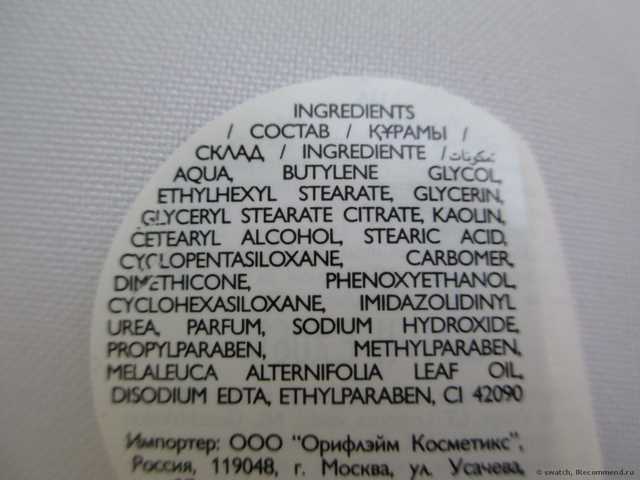 INGREDIENTS
/ СОСТАВ / ҚҰРАМЫ /
СКЛАД / INGREDIENTE / مكونات
AQUA, BUTYLENE GLYCOL,
ETHYLHEXYL STEARATE, GLYCERIN,
GLYCERYL STEARATE CITRATE, KAOLIN,
CETEARYL ALCOHOL, STEARIC ACID,
CYCLOPENTASILOXANE, CARBOMER,
DIMETHICONE, PHENOXYETHANOL,
CYCLOHEXASILOXANE, IMIDAZOLIDINYL
UREA, PARFUM, SODIUM HYDROXIDE,
PROPYLPARABEN, METHYLPARABEN,
MELALEUCA ALTERNIFOLIA LEAF OIL,
DISODIUM EDTA, ETHYLPARABEN, CI 42090
Импортер: ООО "Орифлэйм Косметикс",
Россия, 119048, г. Москва, ул. Усачева,
© swatch, IRecommend.ru